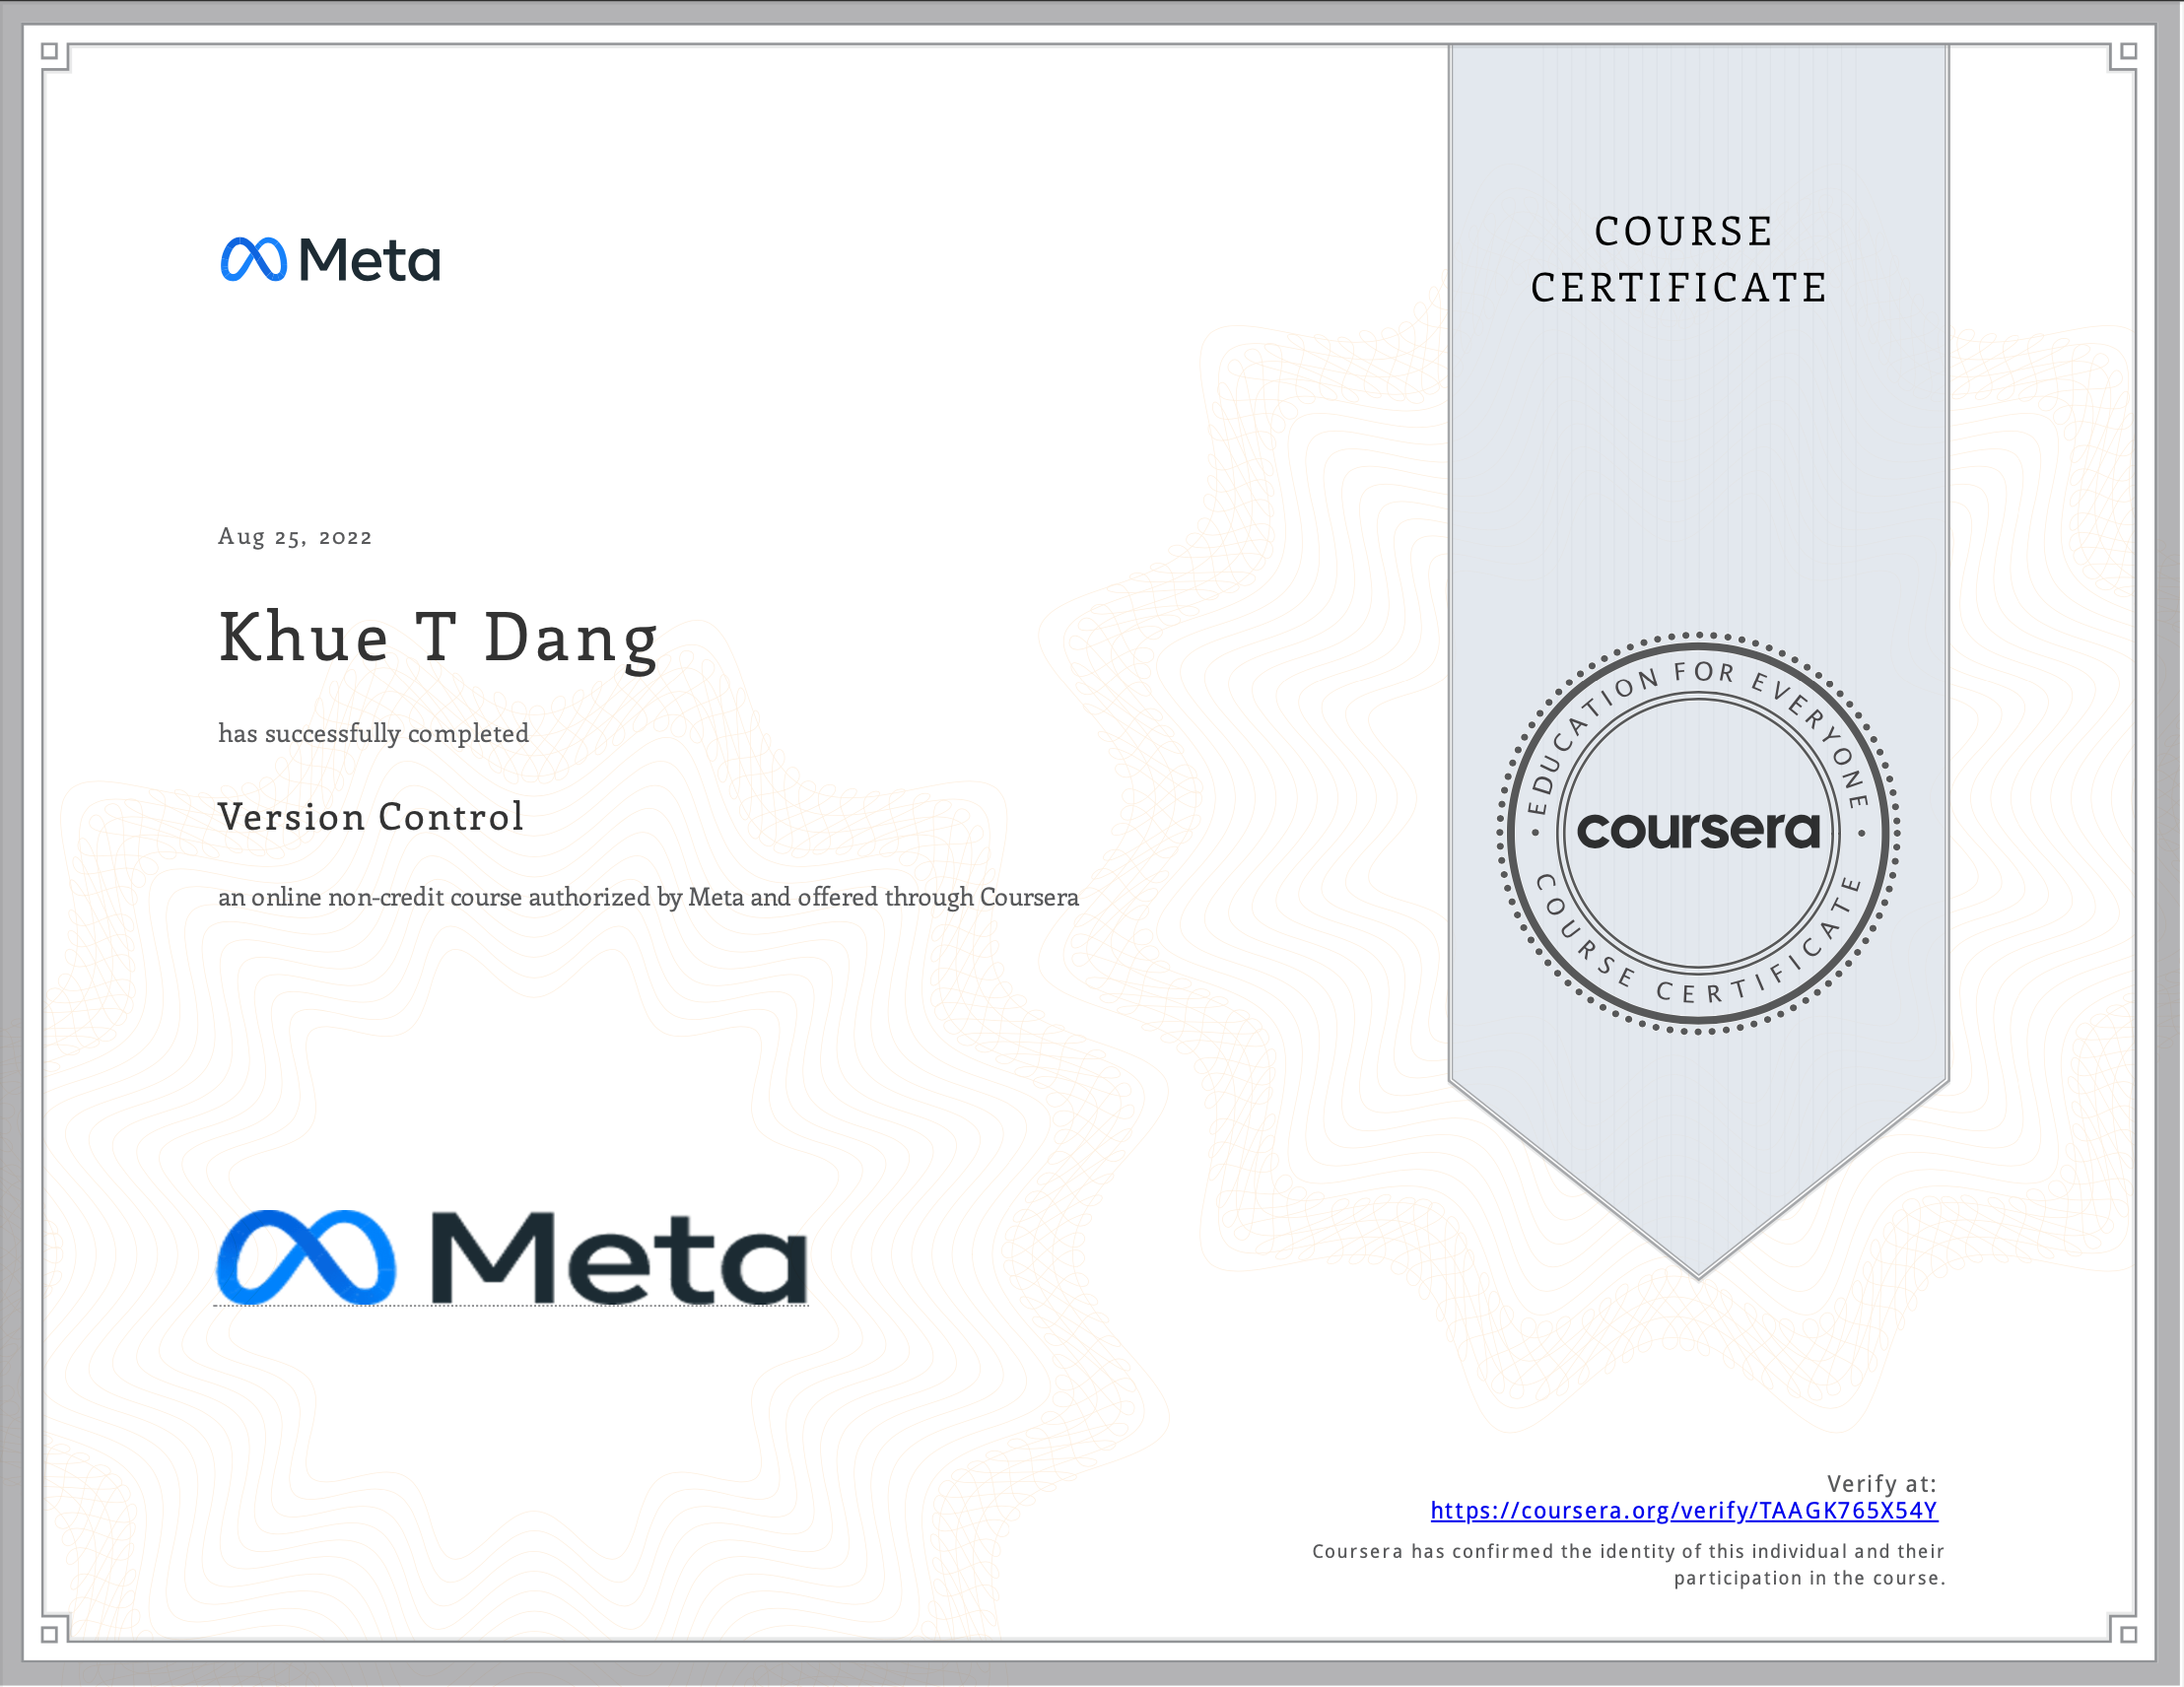 Meta
COURSE
CERTIFICATE
Aug 25, 2022
Khue T Dang
has successfully completed
Version Control
an online non-credit course authorized by Meta and offered through Coursera
EDUCATION FOR EVERYONE
coursera
COURSE CERTIFICATE
Meta
Verify at:
https://coursera.org/verify/TAAGK765X54Y
Coursera has confirmed the identity of this individual and their
participation in the course.